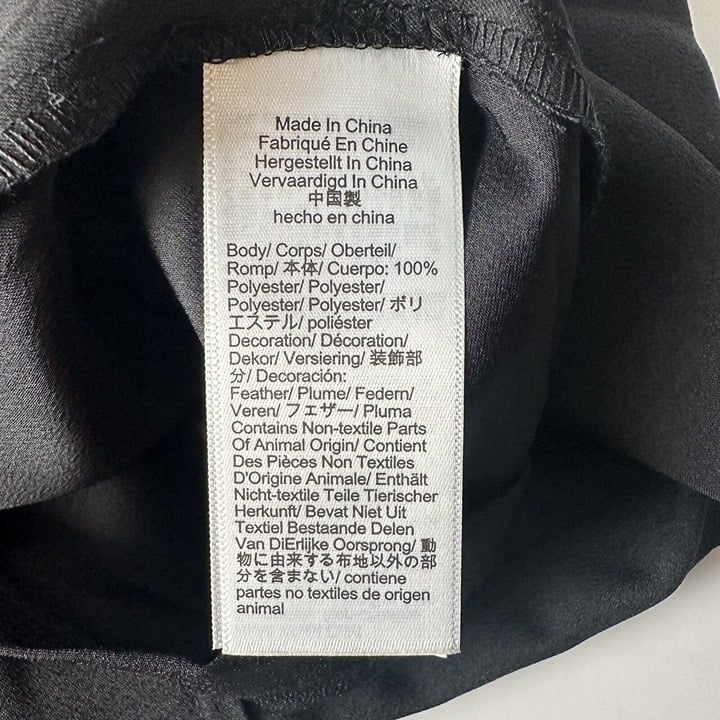 Made In China
Fabriqué En Chine
Hergestellt In China
Vervaardigd In China
中国製
hecho en china
Body/ Corps/ Oberteil/
Romp/ 本体/ Cuerpo: 100%
Polyester/ Polyester/
Polyester/ Polyester/ ポリ
エステル/ poliéster
Decoration/ Décoration/
Dekor/ Versiering/ 装飾部
分/ Decoración:
Feather/ Plume/ Federn/
Veren/ フェザー/ Pluma
Contains Non-textile Parts
Of Animal Origin/ Contient
Des Pièces Non Textiles
D'Origine Animale/ Enthält
Nicht-textile Teile Tierischer
Herkunft/ Bevat Niet Uit
Textiel Bestaande Delen
Van DiErlijke Oorsprong/ 動
物に由来する布地以外の部
分を含まない/ contiene
partes no textiles de origen
animal